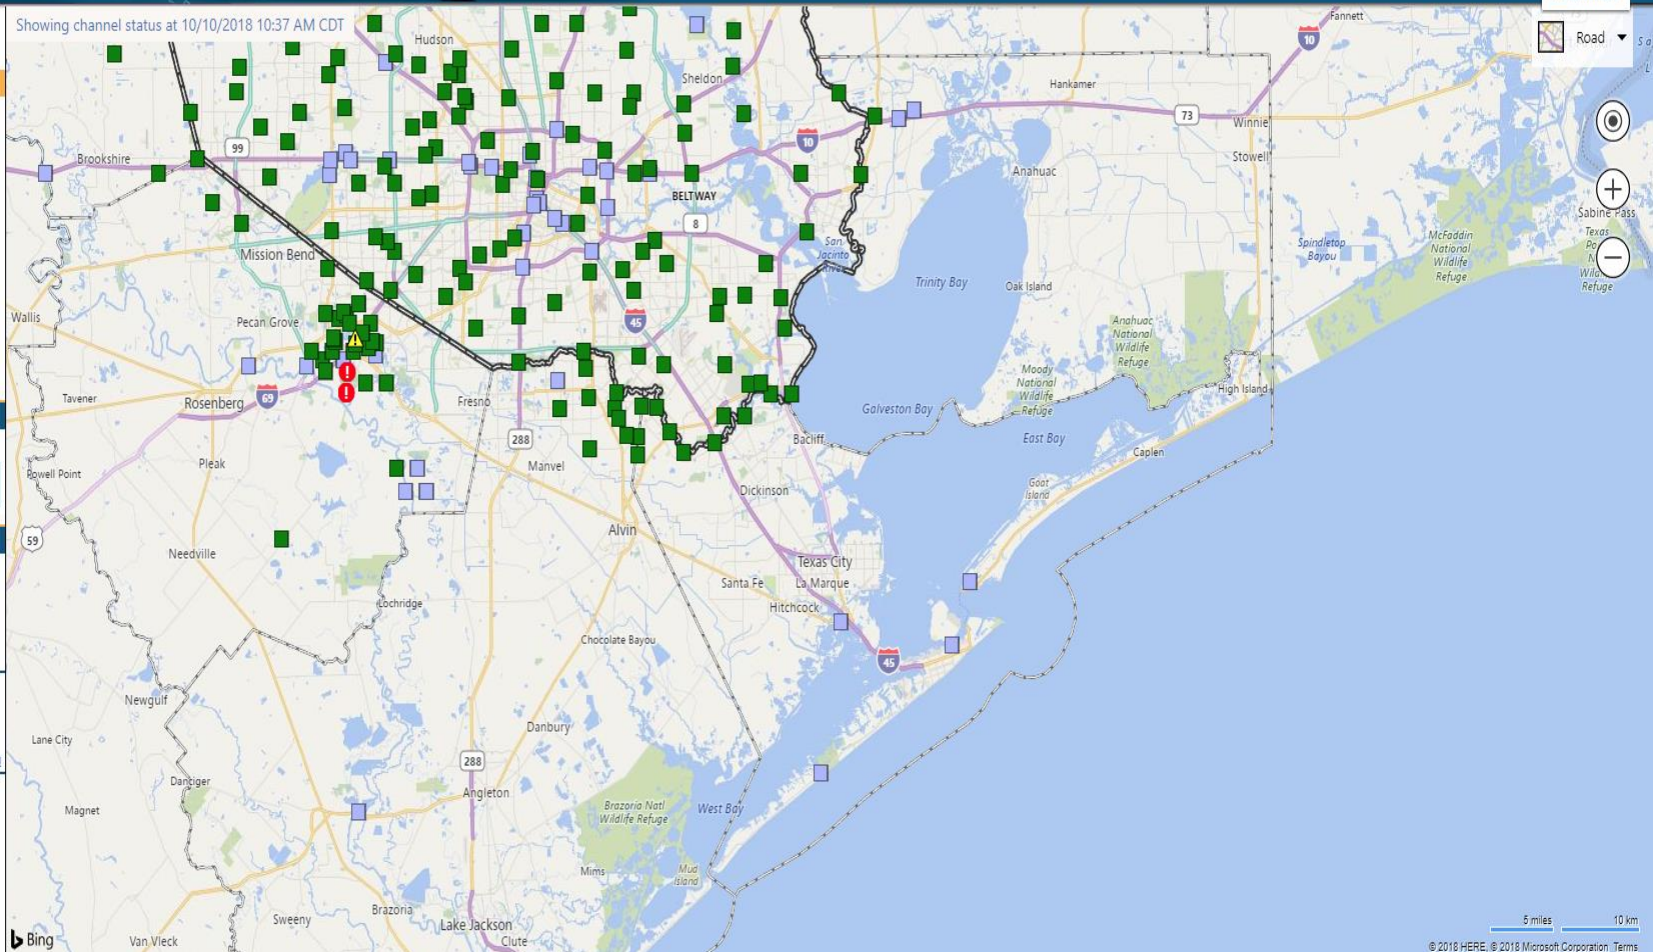 Showing channel status at 10/10/2018 10:37 AM CDT
Fannett
Road
10
Hudson
Sheldon
Hankamer
73
Winnie
99
10
Brookshire
Stowell
Anahuac
BELTWAY
8
Sabine Pass
Texas
McFaddin
National
Wildlife
Refuge
Spindletop
Bayou
San
Jacinto
Mission Bend
Trinity Bay
Oak Island
Refuge
Wallis
Pecan Grove
45
Anahuac
National
Wildlife
Refuge
Moody
National
Wildlife
Refuge
High Island
Tavener
Rosenberg
69
Fresno
Galveston Bay
288
Bacliff
East Bay
Caplen
Pleak
Manvel
Powell Point
Dickinson
Goat
Island
59
Alvin
Needville
Texas City
Santa Fe
La Marque
Lochridge
Hitchcock
Chocolate Bayou
45
Newgulf
Lane City
Danbury
288
Danciger
Angleton
Magnet
Brazoria Natl
Wildlife Refuge
West Bay
Mims
Mud
Island
Brazoria
Sweeny
Lake Jackson
Clute
Van Vleck
Bing
5 miles
10 km
© 2018 HERE, © 2018 Microsoft Corporation Terms